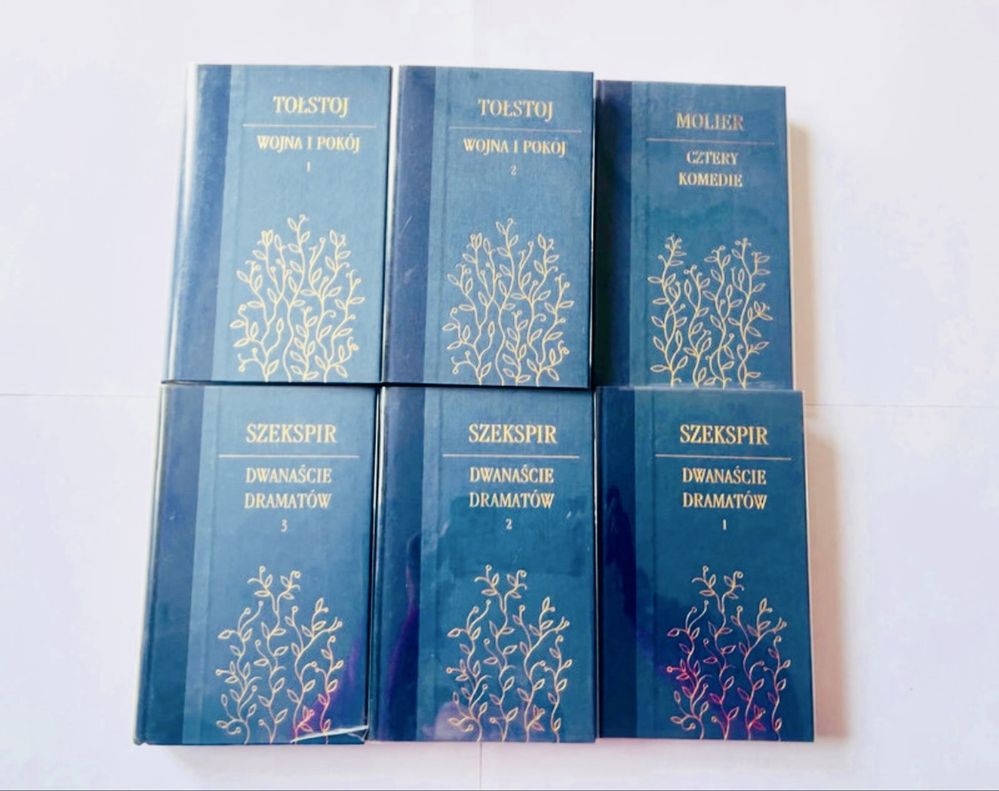 TOŁSTOJ
WOJNA I POKÓJ
1
TOŁSTOJ
WOJNA I POKÓJ
2
MOLIER
CZTERY
KOMEDIE
SZEKSPIR
DWANAŚCIE
DRAMATÓW
3
SZEKSPIR
DWANAŚCIE
DRAMATÓW
2
SZEKSPIR
DWANAŚCIE
DRAMATÓW
1